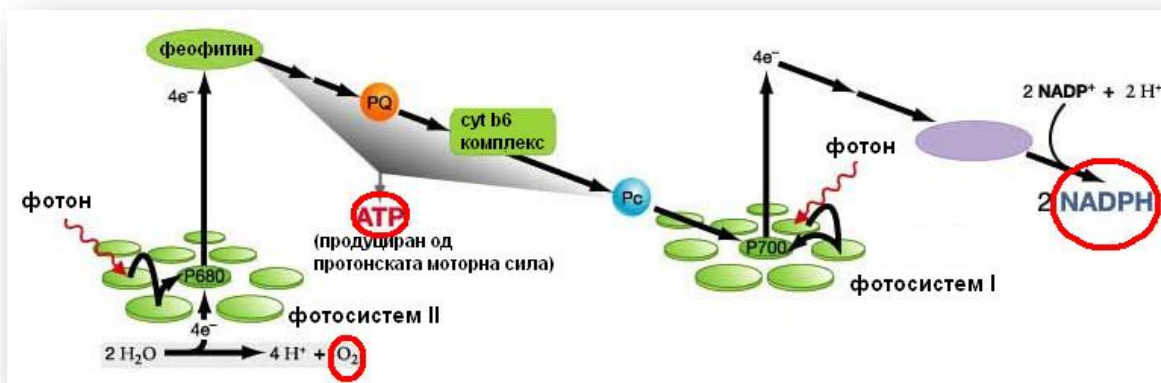 феофитин
4e⁻
PQ
cyt b6
комплекс
ATP
(продуциран од
протонската моторна сила)
Pc
фотон
P680
фотосистем II
4e⁻
2 H₂O
4 H⁺ + O₂
4e⁻
фотон
P700
фотосистем I
2 NADP⁺ + 2 H⁺
2 NADPH